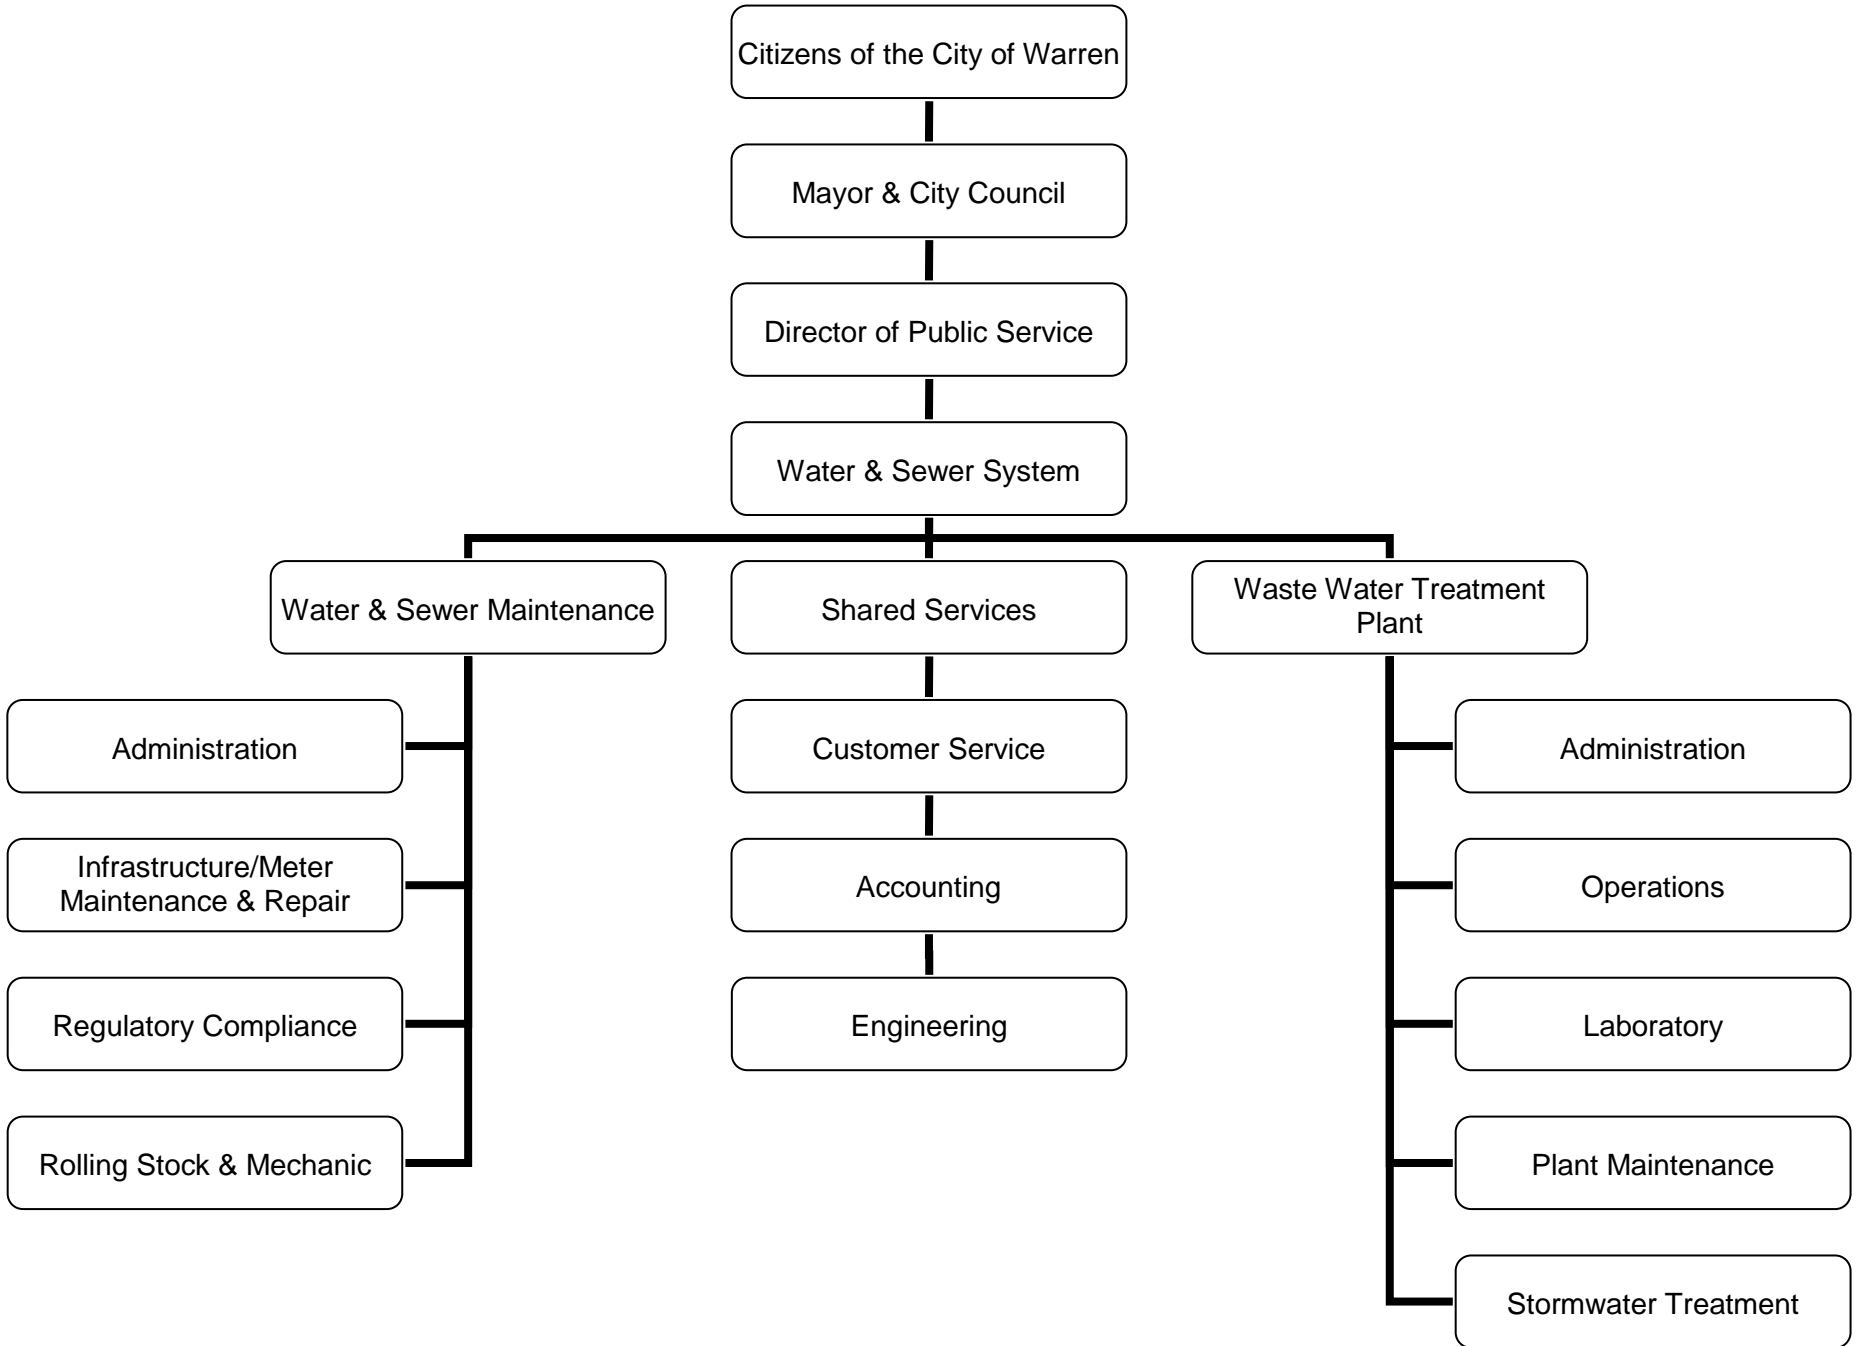 Citizens of the City of Warren
Mayor & City Council
Director of Public Service
Water & Sewer System
Water & Sewer Maintenance
Shared Services
Waste Water Treatment
Plant
Administration
Customer Service
Administration
Infrastructure/Meter
Maintenance & Repair
Accounting
Operations
Regulatory Compliance
Engineering
Laboratory
Rolling Stock & Mechanic
Plant Maintenance
Stormwater Treatment